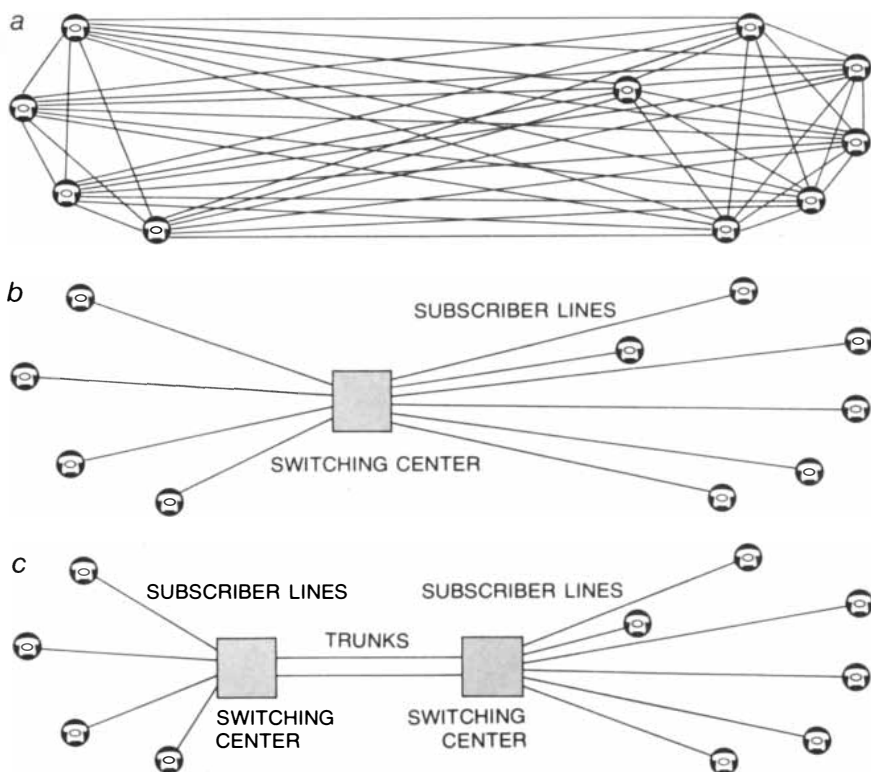 a
b
SUBSCRIBER LINES
SWITCHING CENTER
c
SUBSCRIBER LINES
SUBSCRIBER LINES
TRUNKS
SWITCHING
CENTER
SWITCHING
CENTER